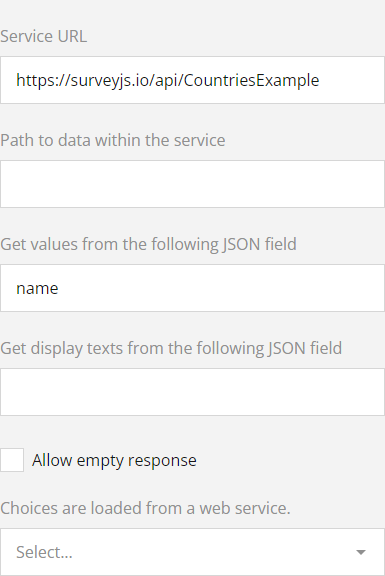 Service URL
https://surveyjs.io/api/CountriesExample
Path to data within the service
Get values from the following JSON field
name
Get display texts from the following JSON field
Allow empty response
Choices are loaded from a web service.
Select...